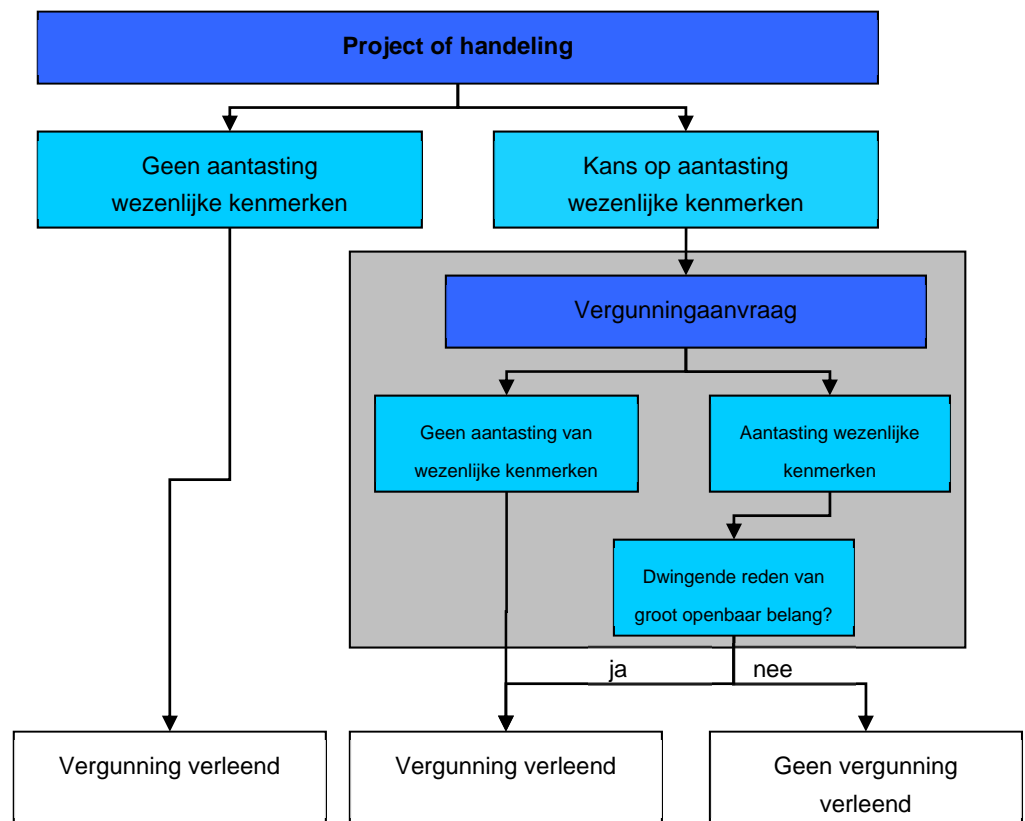 Project of handeling
Geen aantasting
wezenlijke kenmerken
Kans op aantasting
wezenlijke kenmerken
Vergunningaanvraag
Geen aantasting van
wezenlijke kenmerken
Aantasting wezenlijke
kenmerken
Dwingende reden van
groot openbaar belang?
ja
nee
Vergunning verleend
Vergunning verleend
Geen vergunning
verleend